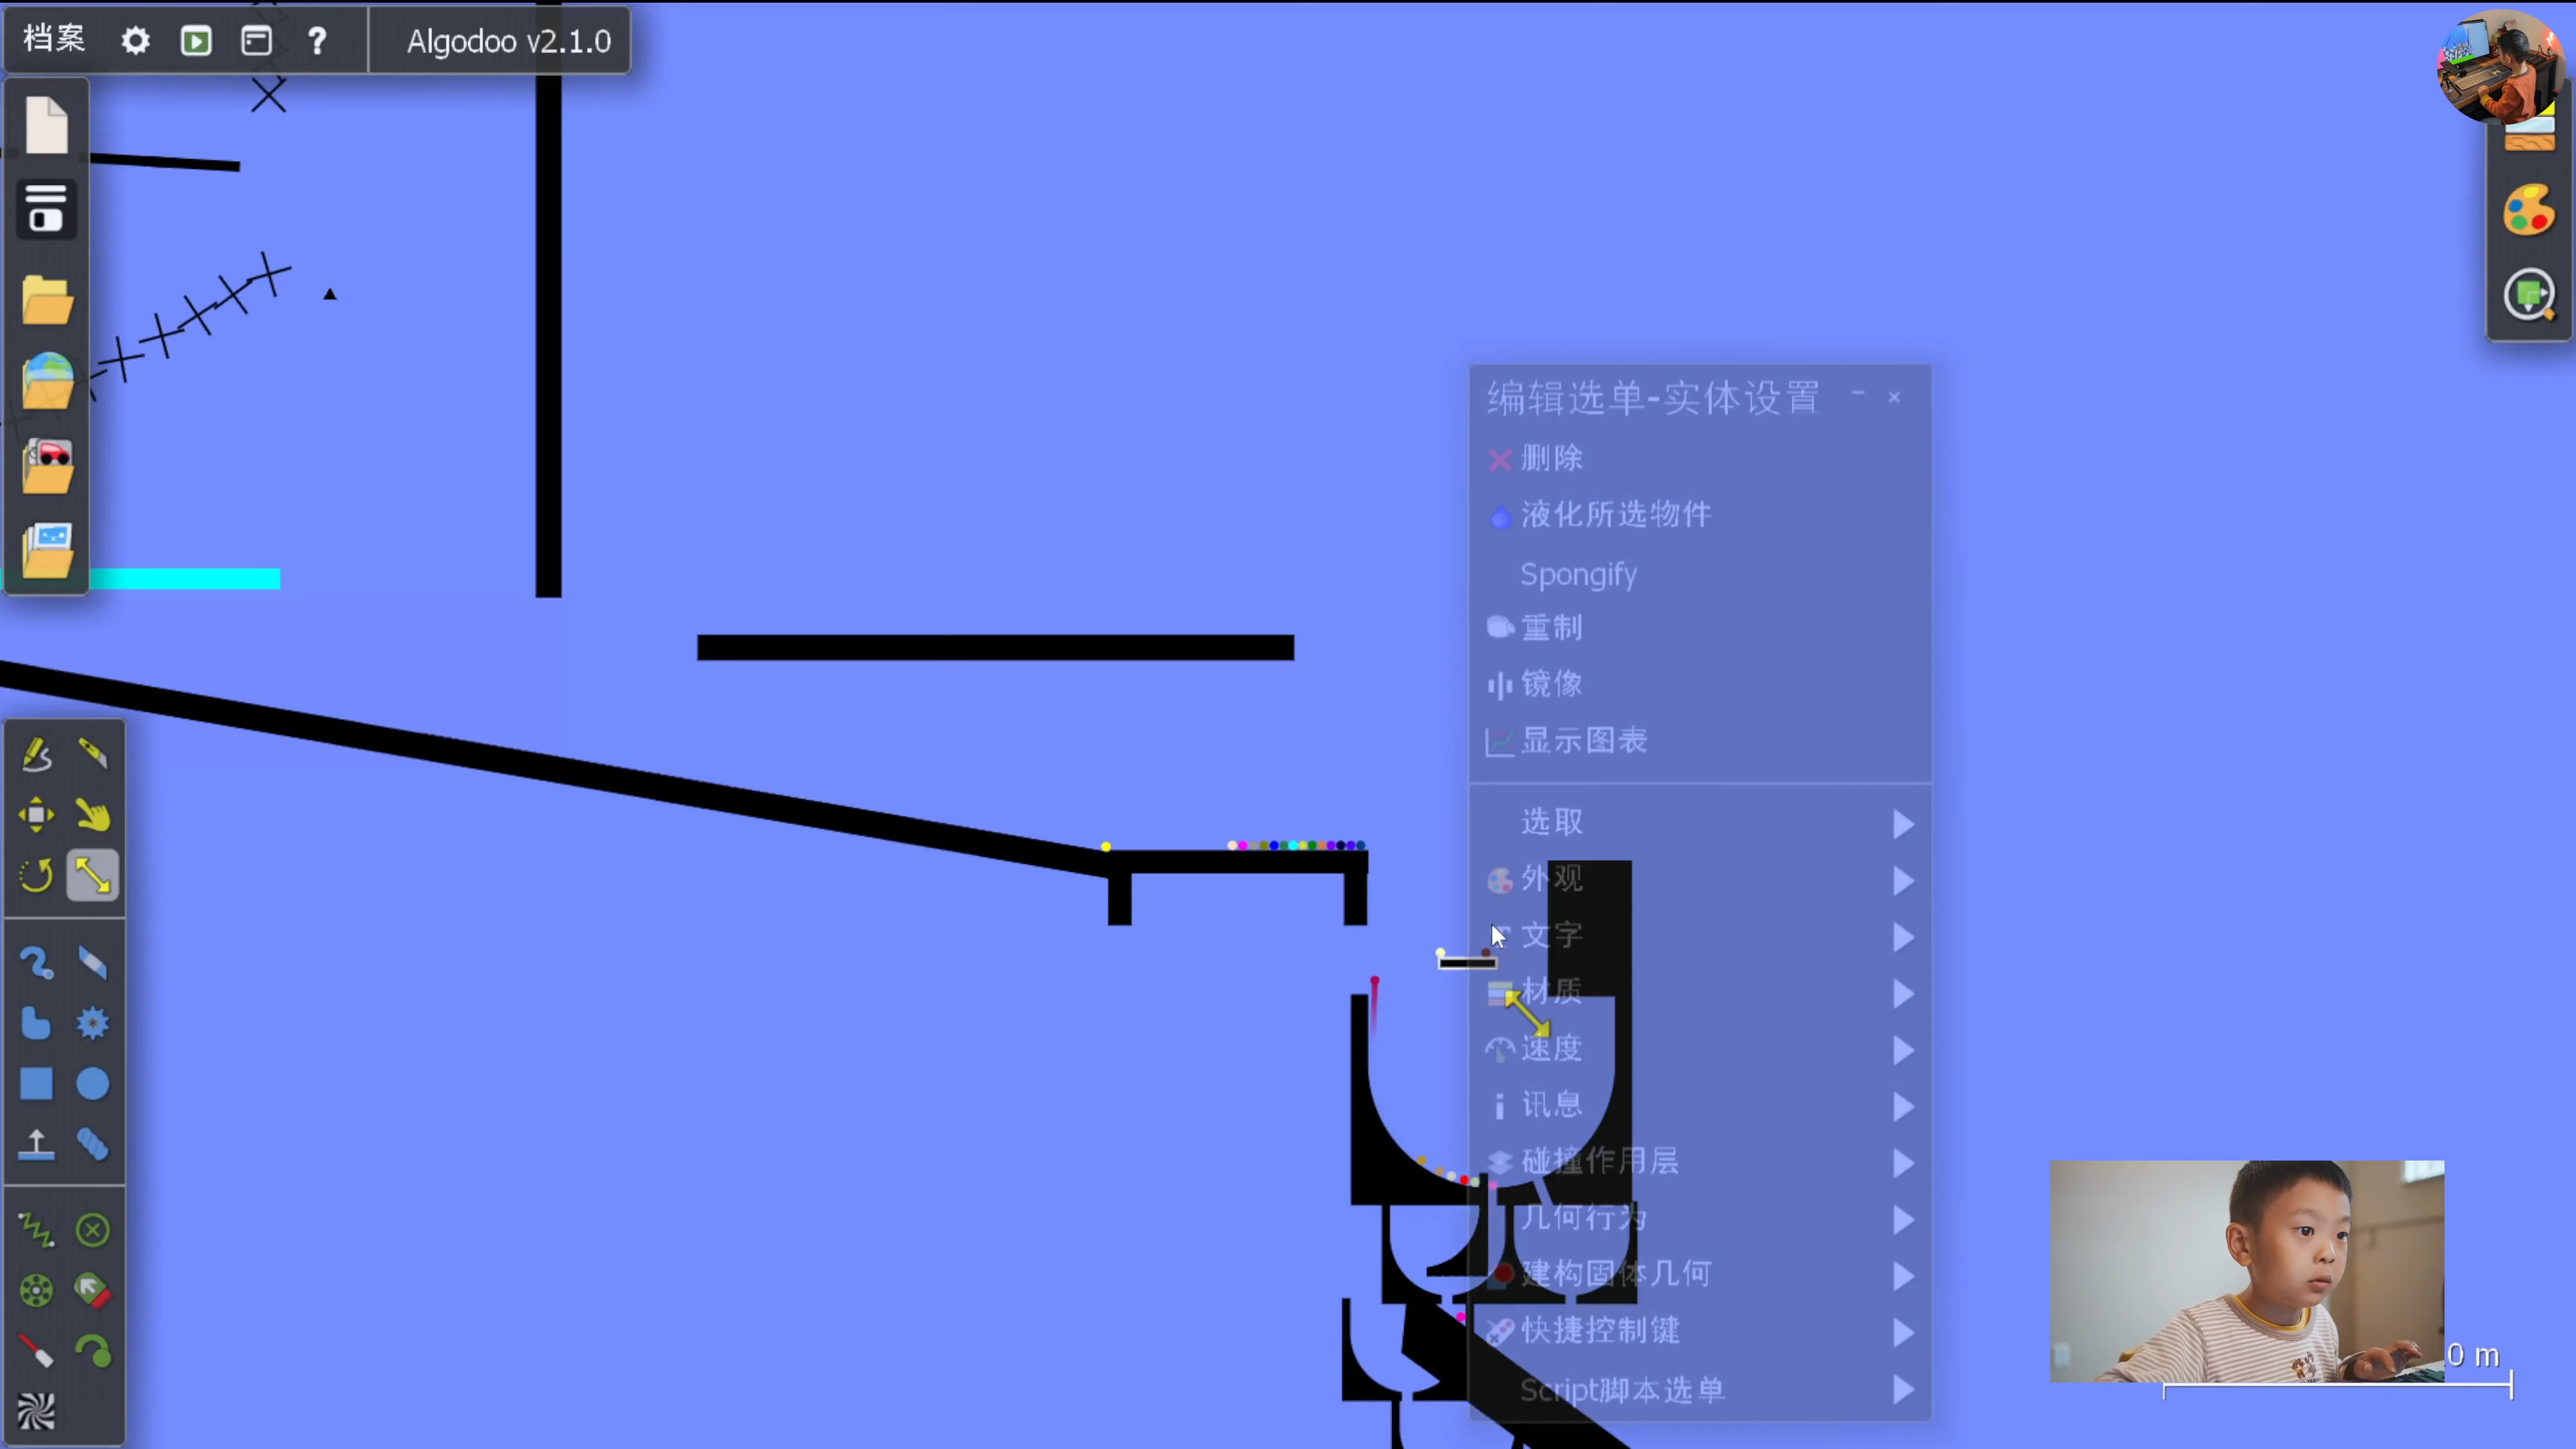 档案
?
Algodoo v2.1.0
编辑选单-实体设置
删除
液化所选物件
Spongify
重制
镜像
显示图表
选取
外观
文字
材质
速度
讯息
碰撞作用层
几何行为
建构固体几何
快捷控制键
Script脚本选单
0 m